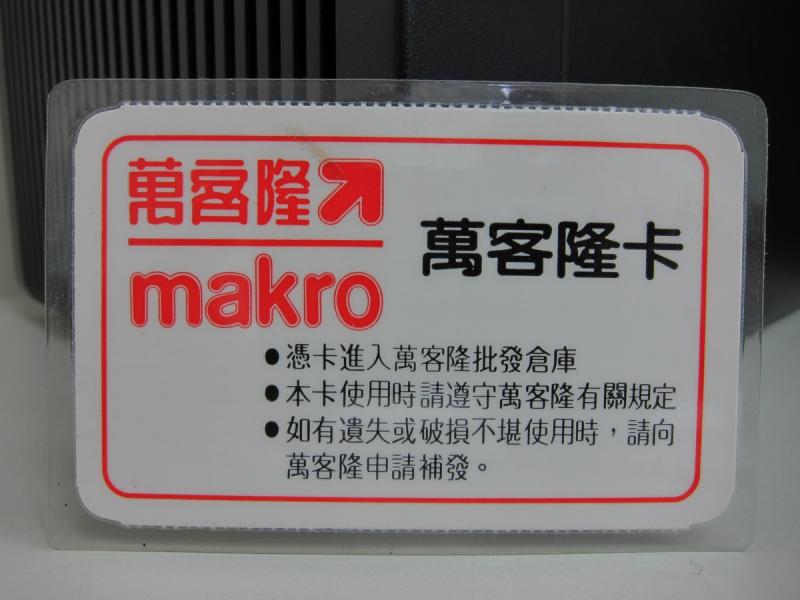 萬客隆
makro
萬客隆卡
●憑卡進入萬客隆批發倉庫
●本卡使用時請遵守萬客隆有關規定
●如有遺失或破損不堪使用時，請向
萬客隆申請補發。